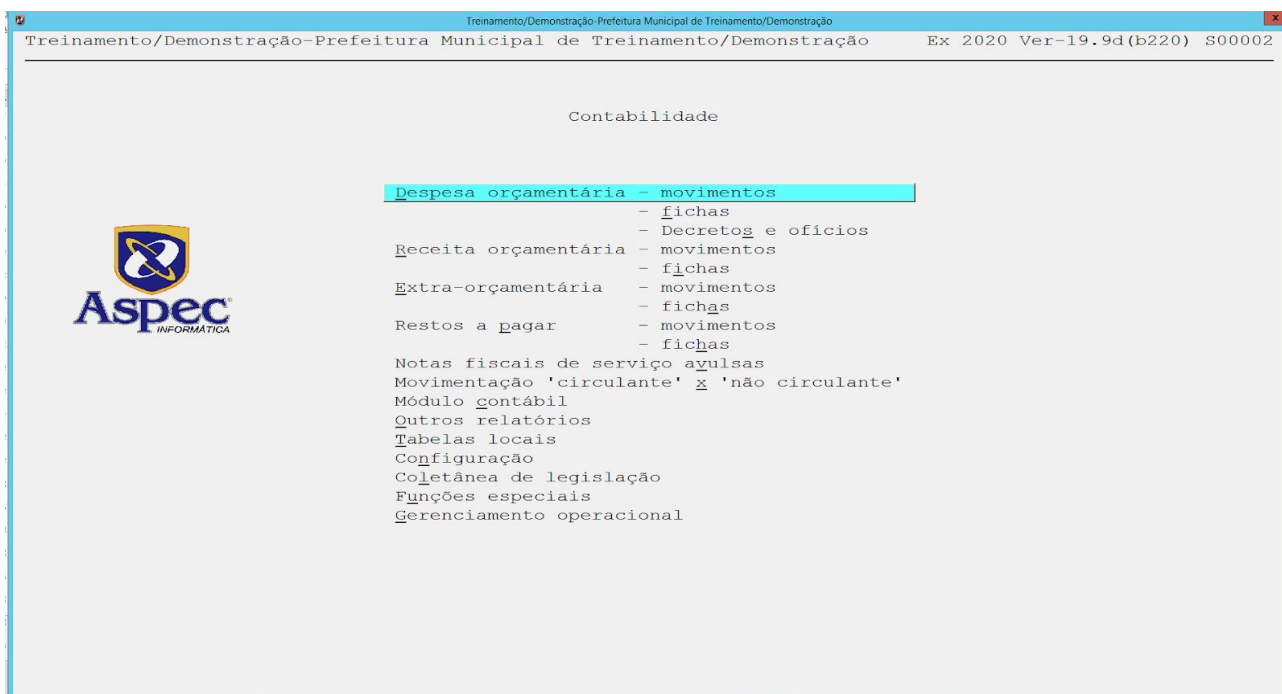 Treinamento/Demonstração-Prefeitura Municipal de Treinamento/Demonstração
x
Treinamento/Demonstração-Prefeitura Municipal de Treinamento/Demonstração Ex 2020 Ver-19.9d(b220) S00002
Contabilidade
Despesa orçamentária - movimentos
- fichas
- Decretos e ofícios
Receita orçamentária - movimentos
- fichas
Extra-orçamentária - movimentos
- fichas
Restos a pagar - movimentos
- fichas
Notas fiscais de serviço avulsas
Movimentação 'circulante' x 'não circulante'
Módulo contábil
Outros relatórios
Tabelas locais
Configuração
Coletânea de legislação
Funções especiais
Gerenciamento operacional
Aspec
INFORMÁTICA